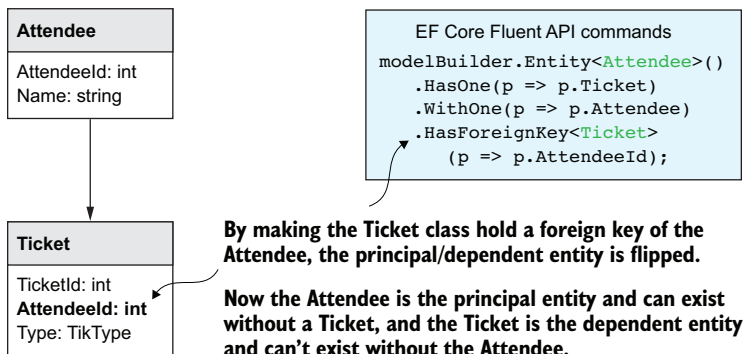 Attendee
AttendeeId: int
Name: string
EF Core Fluent API commands
modelBuilder.Entity<Attendee>()
.HasOne(p => p.Ticket)
.WithOne(p => p.Attendee)
.HasForeignKey<Ticket>
(p => p.AttendeeId);
Ticket
TicketId: int
AttendeeId: int
Type: TikType
By making the Ticket class hold a foreign key of the
Attendee, the principal/dependent entity is flipped.
Now the Attendee is the principal entity and can exist
without a Ticket, and the Ticket is the dependent entity
and can't exist without the Attendee.